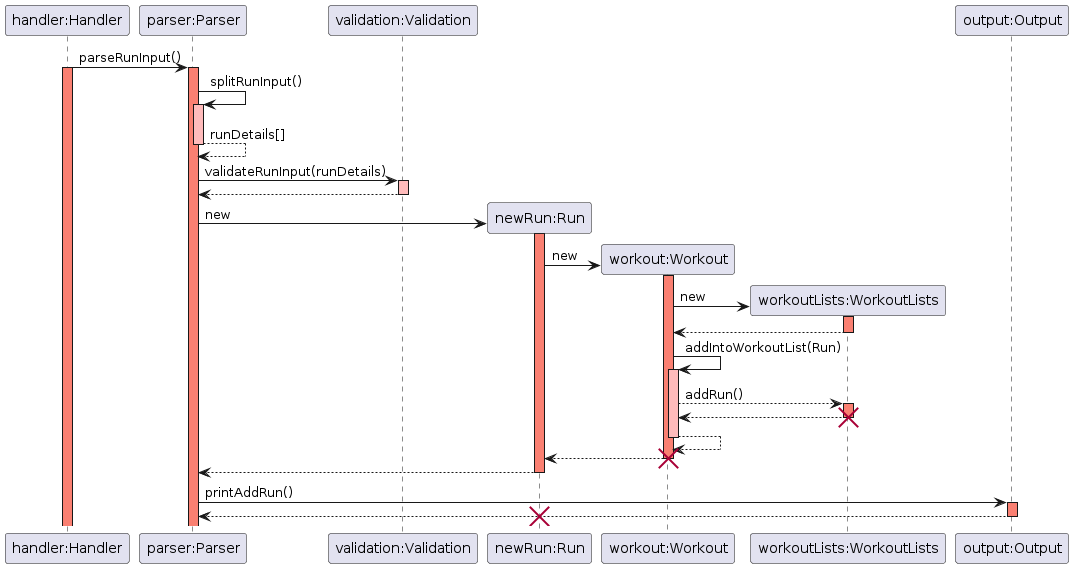 handler:Handler
parser:Parser
validation:Validation
output:Output
parseRunInput()
splitRunInput()
runDetails[]
validateRunInput(runDetails)
new
newRun:Run
new
workout:Workout
new
workoutLists:WorkoutLists
addIntoWorkoutList(Run)
addRun()
printAddRun()
handler:Handler
parser:Parser
validation:Validation
newRun:Run
workout:Workout
workoutLists:WorkoutLists
output:Output